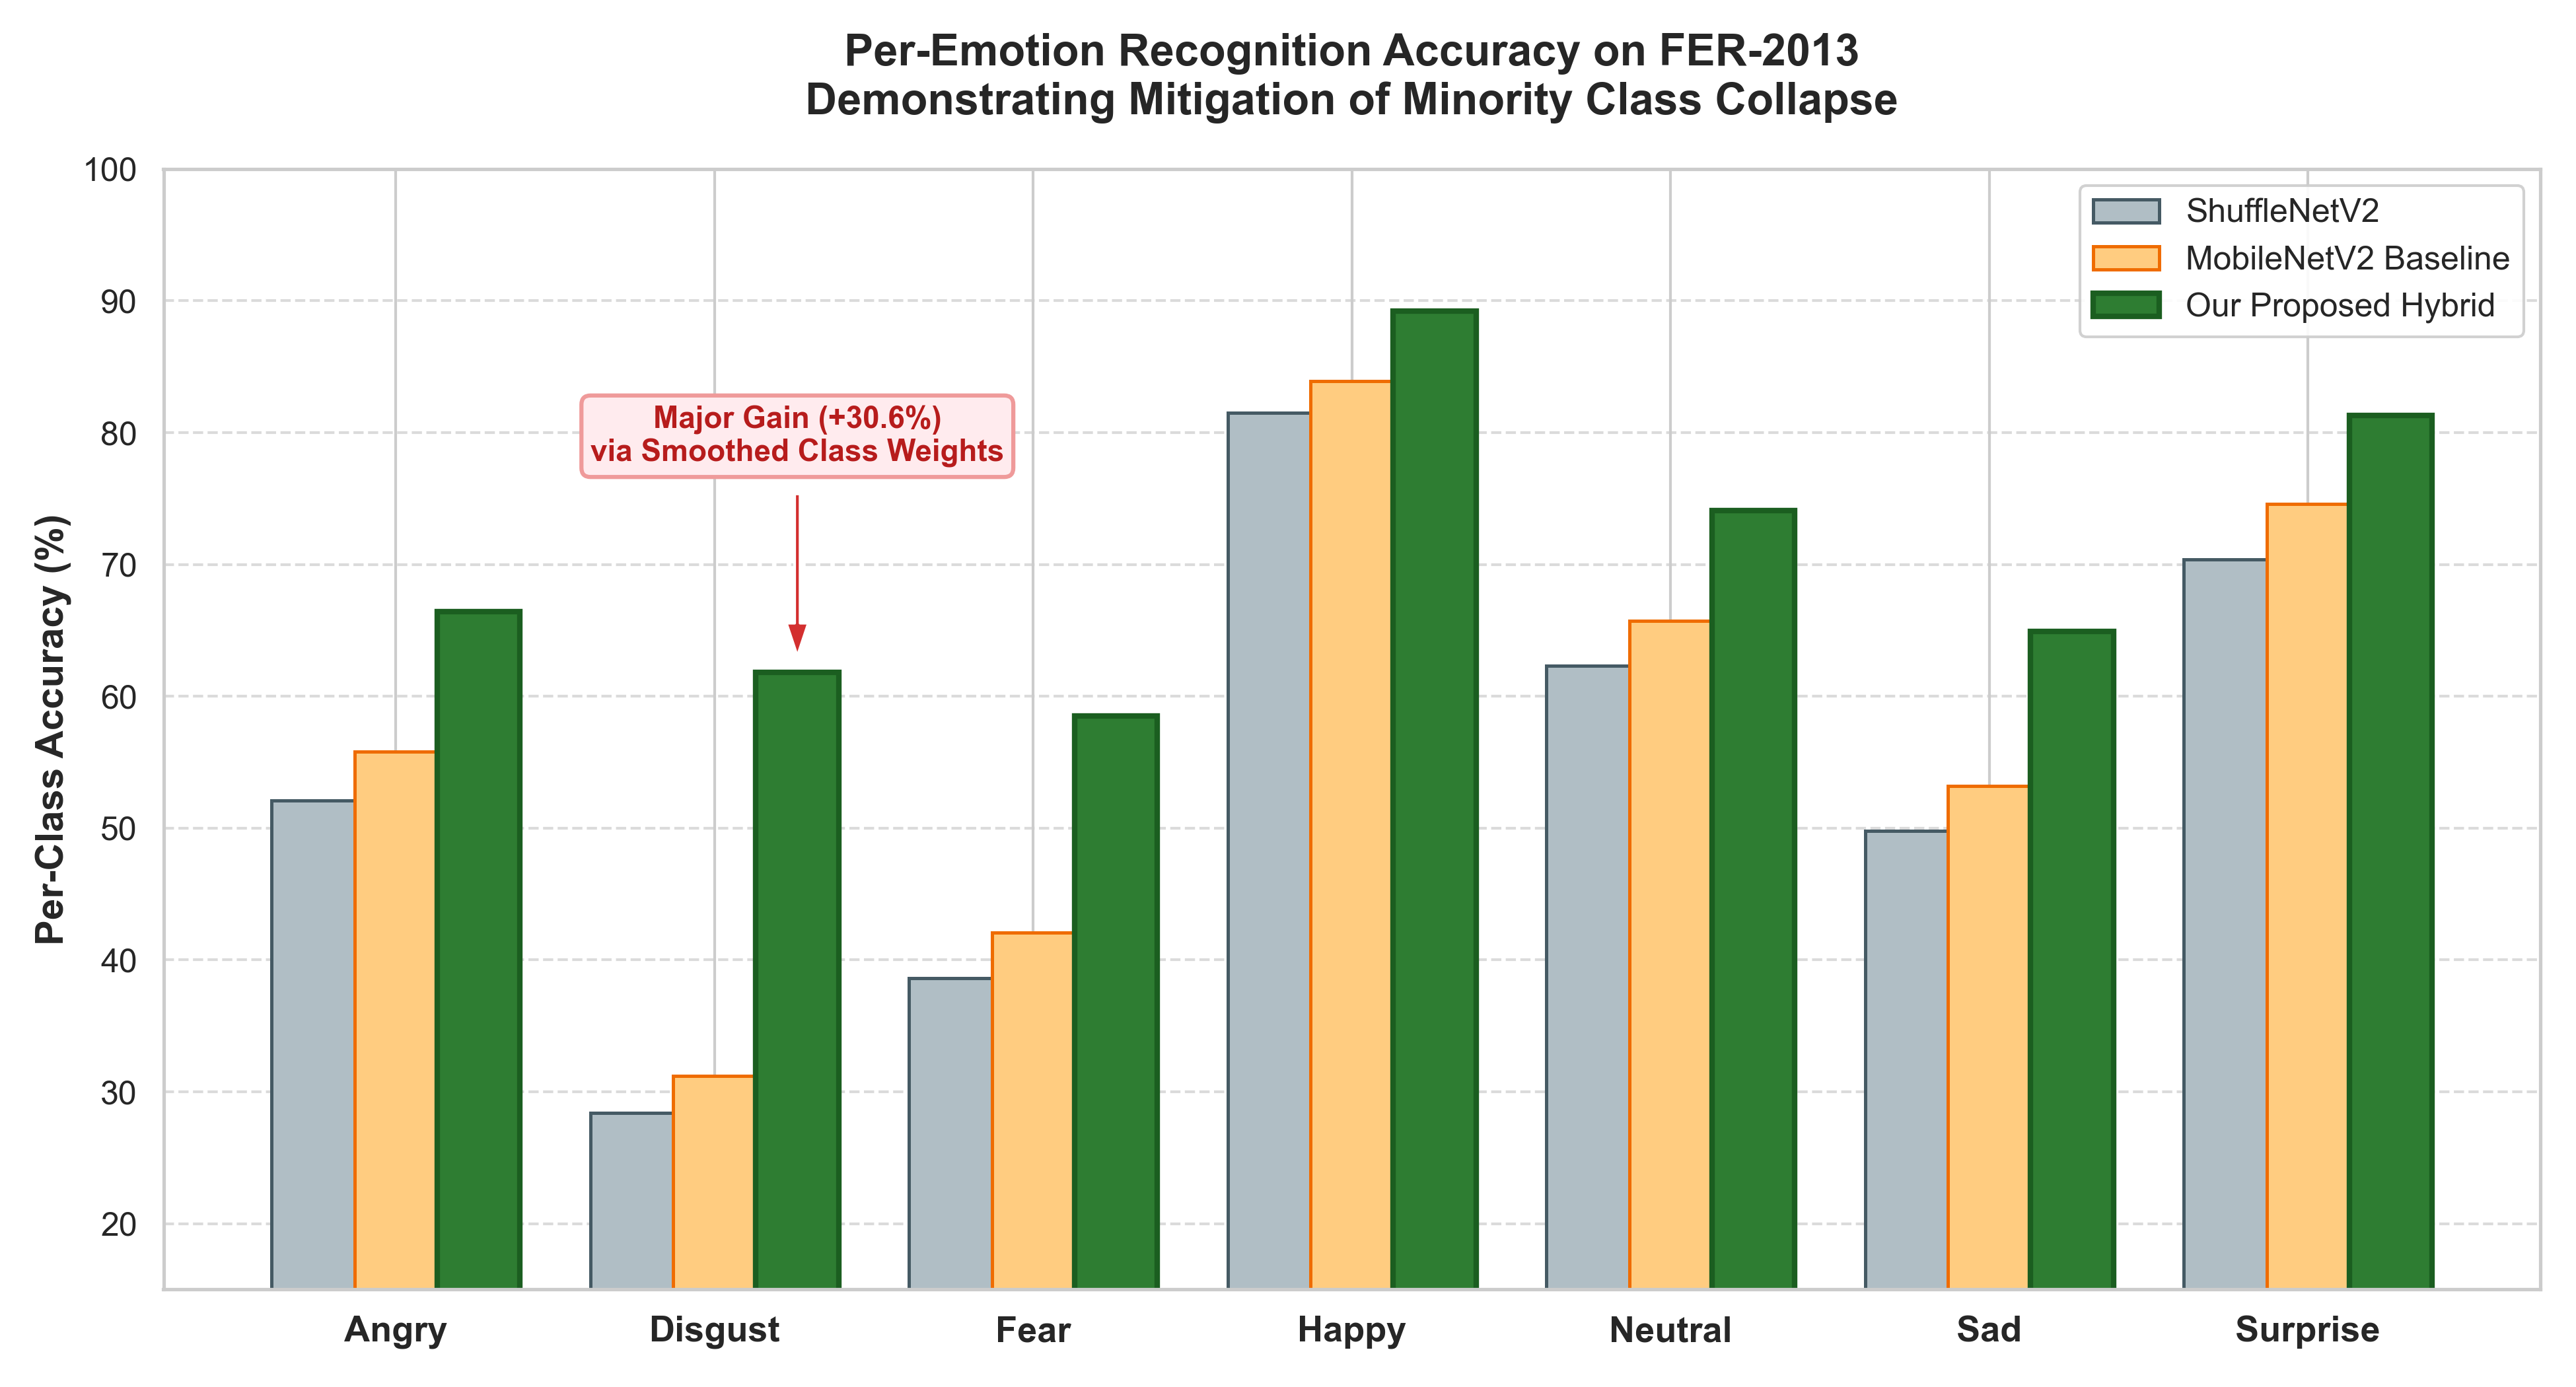 Per-Emotion Recognition Accuracy on FER-2013
Demonstrating Mitigation of Minority Class Collapse
Per-Class Accuracy (%)
100
90
80
70
60
50
40
30
20
ShuffleNetV2
MobileNetV2 Baseline
Our Proposed Hybrid
Major Gain (+30.6%)
via Smoothed Class Weights
Angry
Disgust
Fear
Happy
Neutral
Sad
Surprise